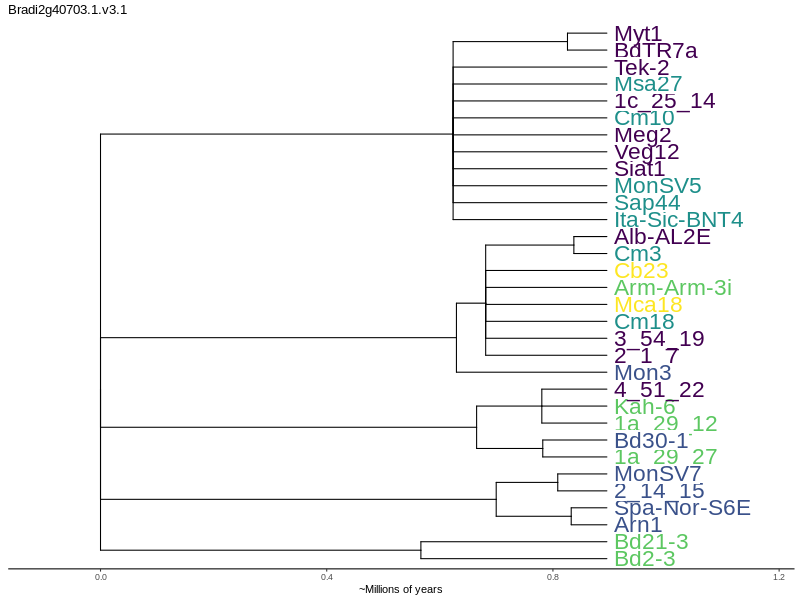 Bradi2g40703.1.v3.1
Myt1
BdTR7a
Tek-2
Msa27
1c_25_14
Cm10
Meg2
Veg12
Siat1
MonSV5
Sap44
Ita-Sic-BNT4
Alb-AL2E
Cm3
Cb23
Arm-Arm-3i
Mca18
Cm18
3_54_19
2_1_7
Mon3
4_51_22
Kah-6
1a_29_12
Bd30-1
1a_29_27
MonSV7
2_14_15
Spa-Nor-S6E
Arn1
Bd21-3
Bd2-3
0.0 0.4 0.8 1.2
~Millions of years